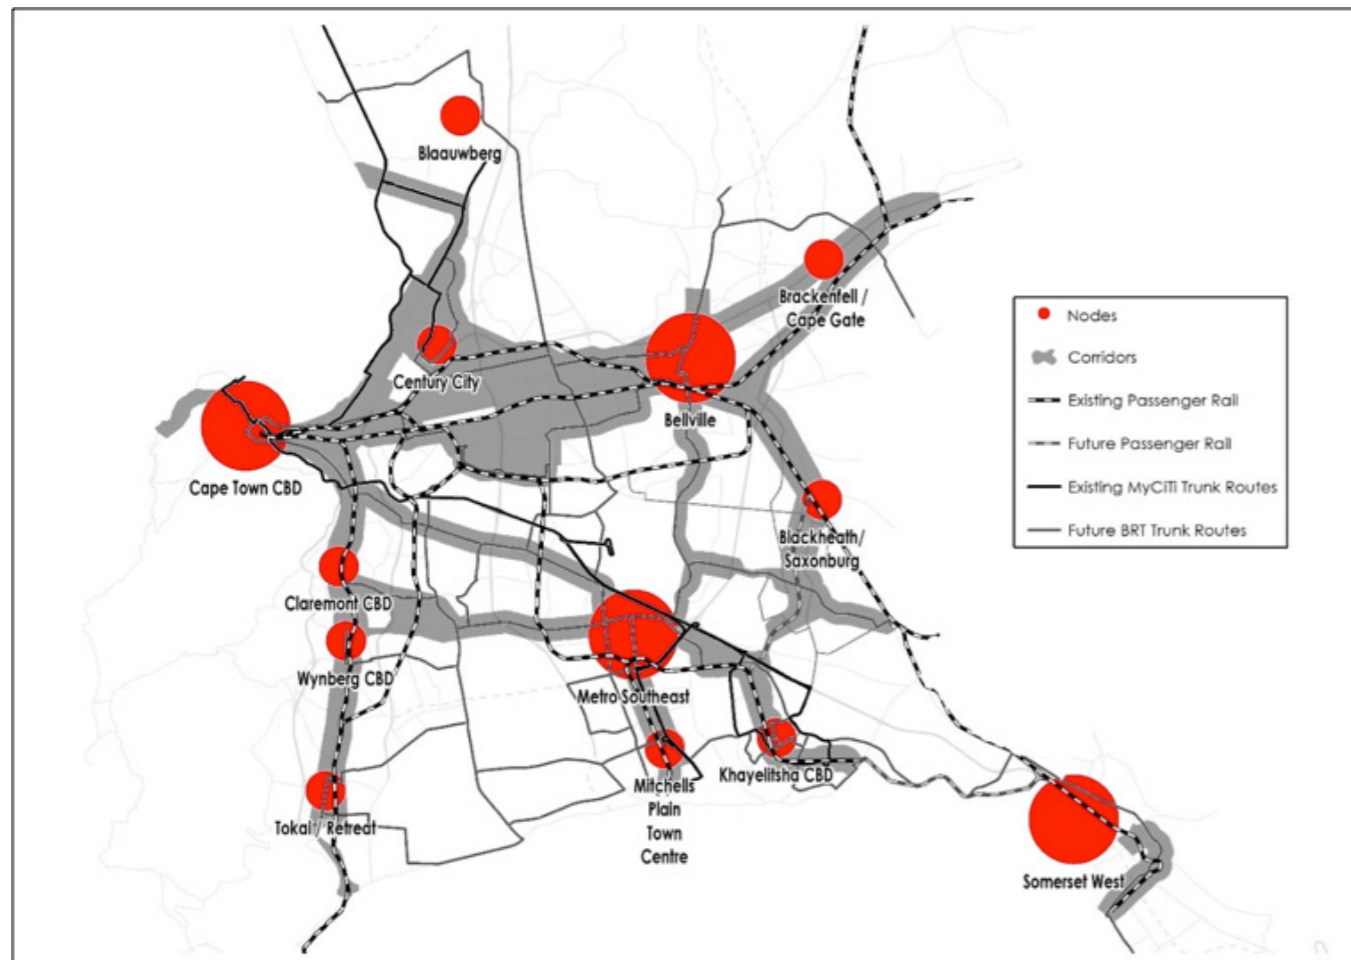 Blaauwberg
Brackenfell /
Cape Gate
Century City
Bellville
Cape Town CBD
Blackheath/
Saxonburg
Claremont CBD
Wynberg CBD
Metro Southeast
Tokai / Retreat
Mitchells
Plain
Town
Centre
Khayelitsha CBD
Somerset West
Nodes
Corridors
Existing Passenger Rail
Future Passenger Rail
Existing MyCiTi Trunk Routes
Future BRT Trunk Routes